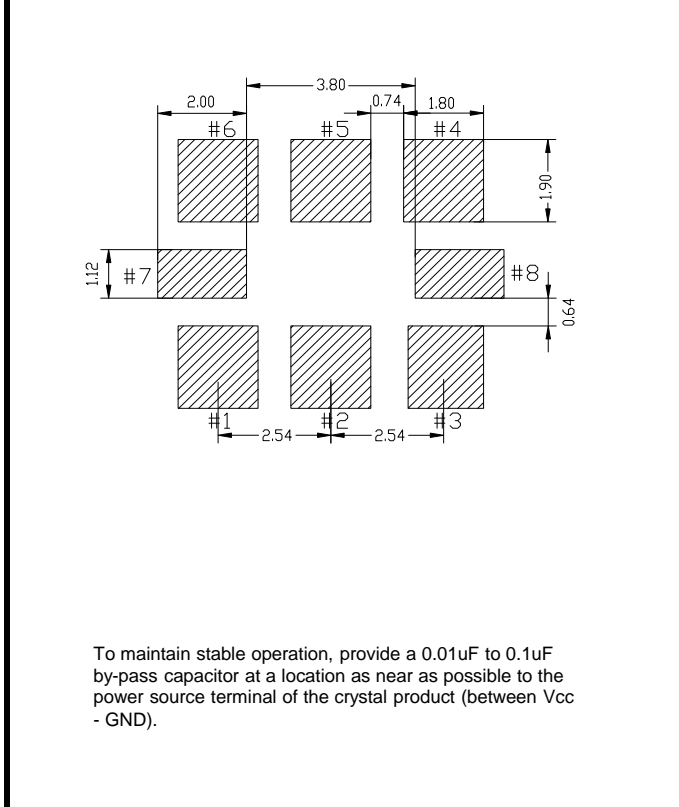 3.80
2.00 0.74 1.80
#6 #5 #4
1.90
1.12 #7 #8
0.64
#1 #2 #3
2.54 2.54
To maintain stable operation, provide a 0.01uF to 0.1uF
by-pass capacitor at a location as near as possible to the
power source terminal of the crystal product (between Vcc
- GND).